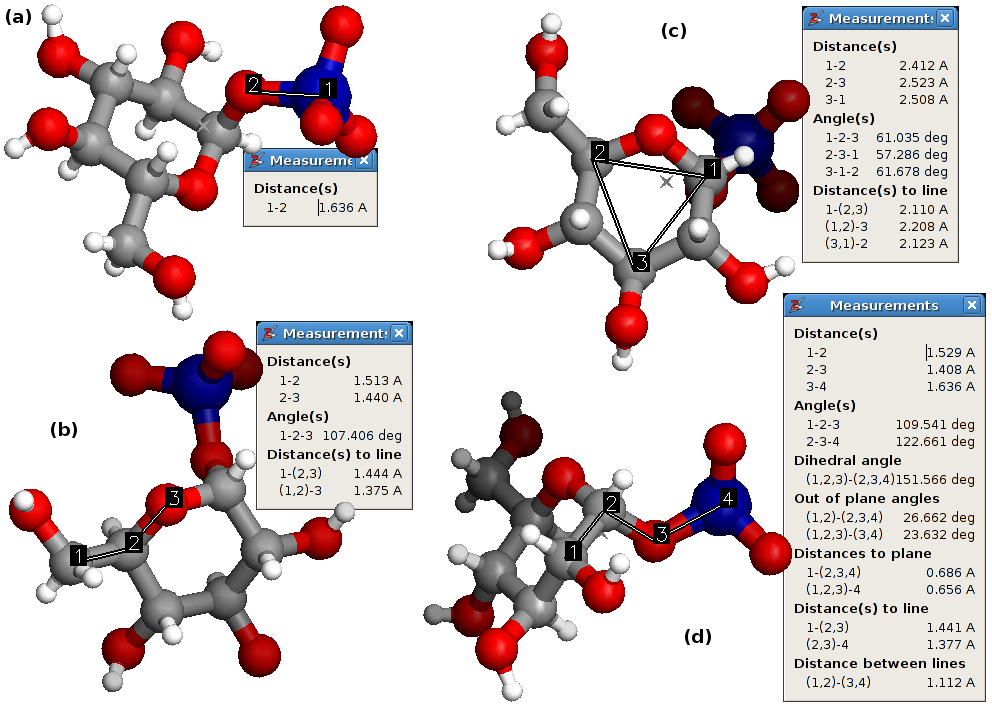 (a)
2
1
Measureme
Distance(s)
1-2 1.636 A
(b)
1
2
3
Measurement:
Distance(s)
1-2 1.513 A
2-3 1.440 A
Angle(s)
1-2-3 107.406 deg
Distance(s) to line
1-(2,3) 1.444 A
(1,2)-3 1.375 A
(c)
2
1
3
Measurement:
Distance(s)
1-2 2.412 A
2-3 2.523 A
3-1 2.508 A
Angle(s)
1-2-3 61.035 deg
2-3-1 57.286 deg
3-1-2 61.678 deg
Distance(s) to line
1-(2,3) 2.110 A
(1,2)-3 2.208 A
(3,1)-2 2.123 A
(d)
1
2
3
4
Measurements
Distance(s)
1-2 1.529 A
2-3 1.408 A
3-4 1.636 A
Angle(s)
1-2-3 109.541 deg
2-3-4 122.661 deg
Dihedral angle
(1,2,3)-(2,3,4)151.566 deg
Out of plane angles
(1,2)-(2,3,4) 26.662 deg
(1,2,3)-(3,4) 23.632 deg
Distances to plane
1-(2,3,4) 0.686 A
(1,2,3)-4 0.656 A
Distance(s) to line
1-(2,3) 1.441 A
(2,3)-4 1.377 A
Distance between lines
(1,2)-(3,4) 1.112 A